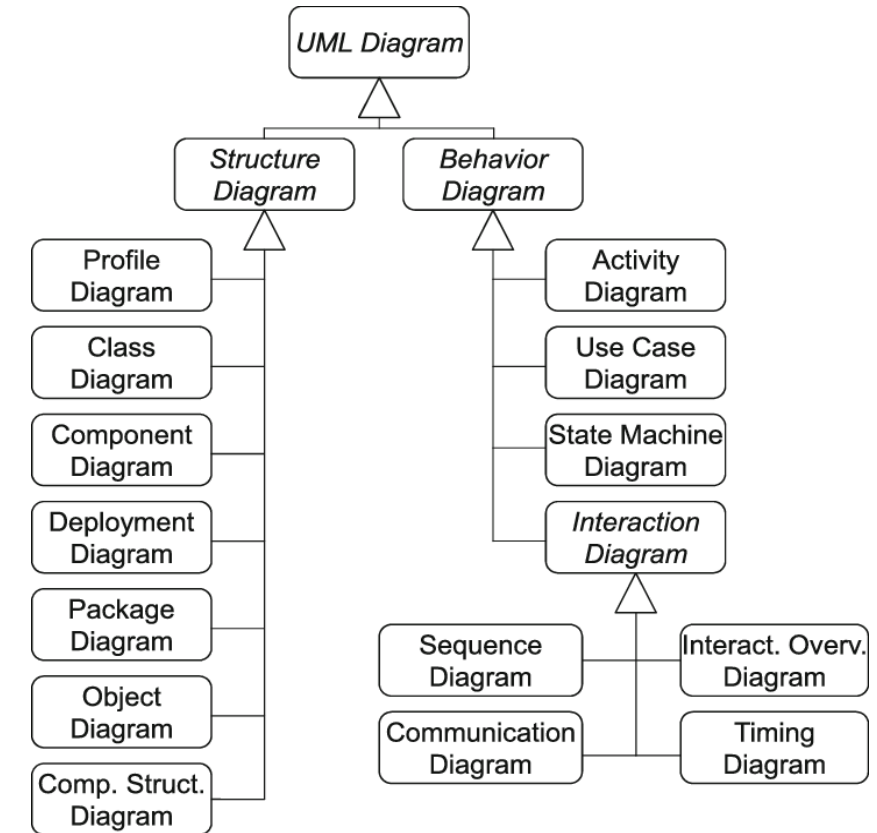 UML Diagram
Structure
Diagram
Behavior
Diagram
Profile
Diagram
Class
Diagram
Component
Diagram
Deployment
Diagram
Package
Diagram
Object
Diagram
Comp. Struct.
Diagram
Activity
Diagram
Use Case
Diagram
State Machine
Diagram
Interaction
Diagram
Sequence
Diagram
Interact. Overv.
Diagram
Communication
Diagram
Timing
Diagram